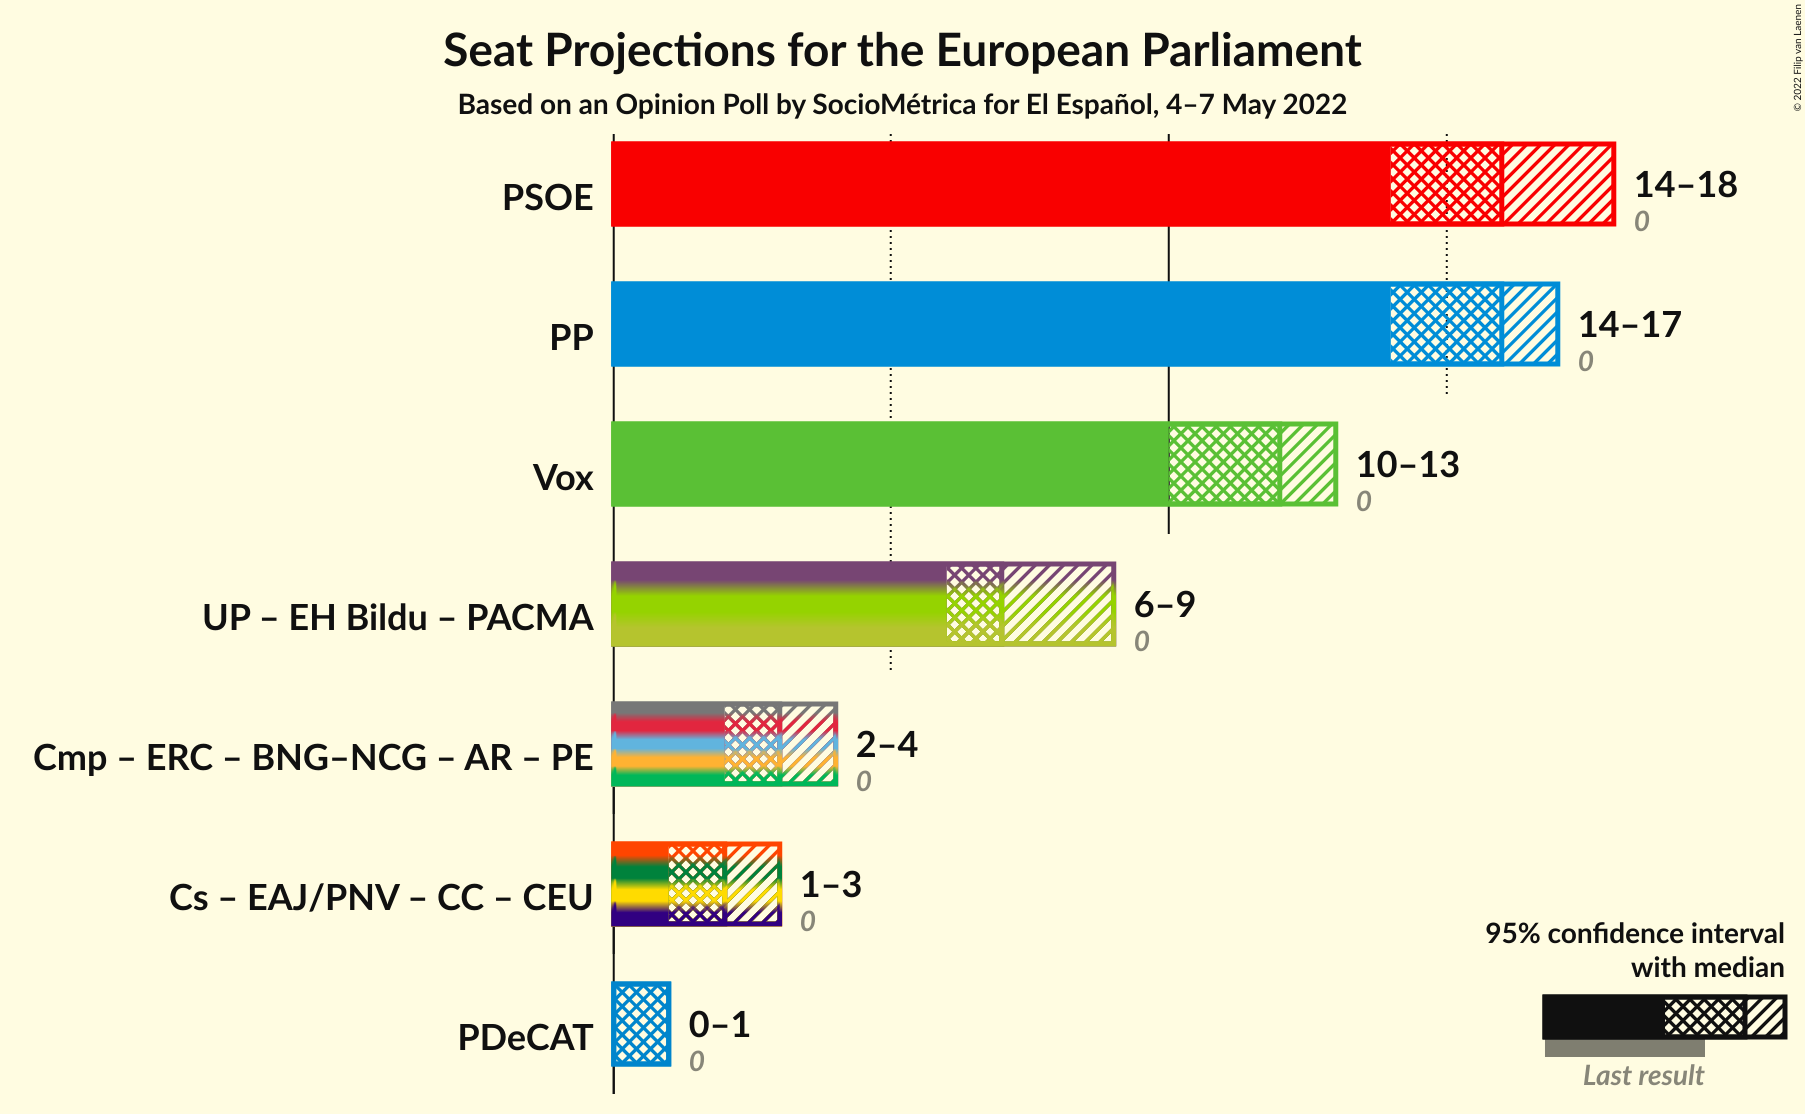 Seat Projections for the European Parliament
Based on an Opinion Poll by SocioMétrica for El Español, 4–7 May 2022
© 2022 Filip van Laenen
PSOE
14–18
0
PP
14–17
0
Vox
10–13
0
UP – EH Bildu – PACMA
6–9
0
Cmp – ERC – BNG–NCG – AR – PE
2–4
0
Cs – EAJ/PNV – CC – CEU
1–3
0
PDeCAT
0–1
0
95% confidence interval
with median
Last result